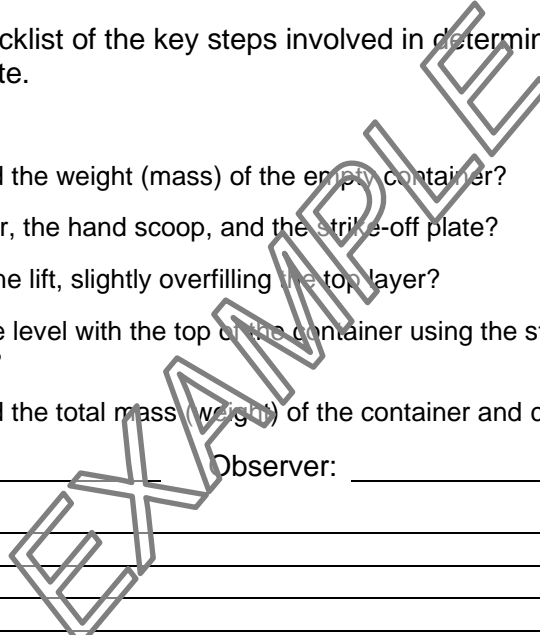 cklist of the key steps involved in determin
te.
d the weight (mass) of the empty container?
r, the hand scoop, and the strike-off plate?
ne lift, slightly overfilling the top layer?
e level with the top of the container using the st
?
d the total mass (weight) of the container and c
Observer:
EXAMPLE